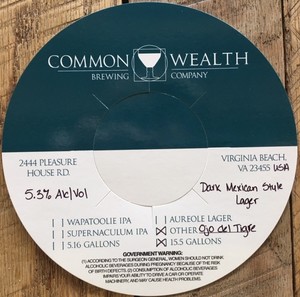 COMMON WEALTH
BREWING COMPANY
2444 PLEASURE
HOUSE RD.
VIRGINIA BEACH,
VA 23455 USA
5.3% Alc/Vol
Dark Mexican Style
Lager
[ ] WAPATOOLIE IPA
[ ] SUPERNACULUM IPA
[ ] 5.16 GALLONS
[ ] AUREOLE LAGER
[X] OTHER Ojo del Tigre
[X] 15.5 GALLONS
GOVERNMENT WARNING:
(1) ACCORDING TO THE SURGEON GENERAL, WOMEN SHOULD NOT DRINK
ALCOHOLIC BEVERAGES DURING PREGNANCY BECAUSE OF THE RISK
OF BIRTH DEFECTS. (2) CONSUMPTION OF ALCOHOLIC BEVERAGES
IMPAIRS YOUR ABILITY TO DRIVE A CAR OR OPERATE
MACHINERY, AND MAY CAUSE HEALTH PROBLEMS.